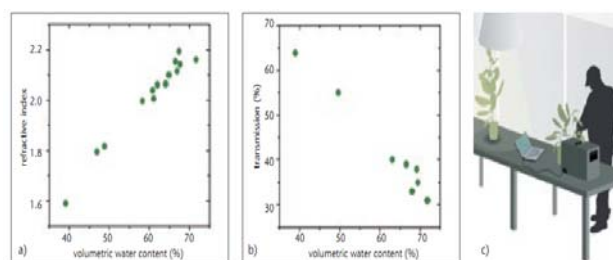 2.2
2.0
1.8
1.6
refractive index
40
50
60
70
volumetric water content (%)
a)
70
60
50
40
30
transmission (%)
40
50
60
70
volumetric water content (%)
b)
c)